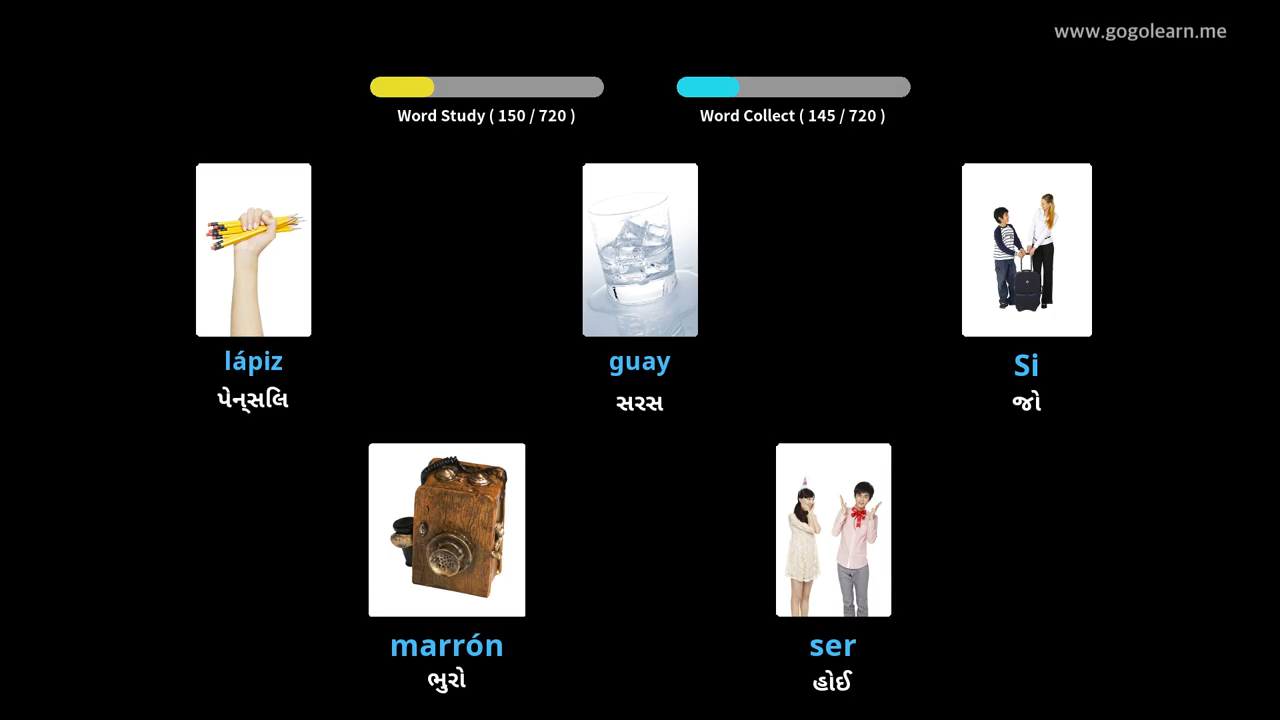 www.gogolearn.me
Word Study ( 150 / 720 )
Word Collect ( 145 / 720 )
lápiz
પેન્સલિ
guay
સરસ
Si
જો
marrón
ભુરો
ser
હોઈ